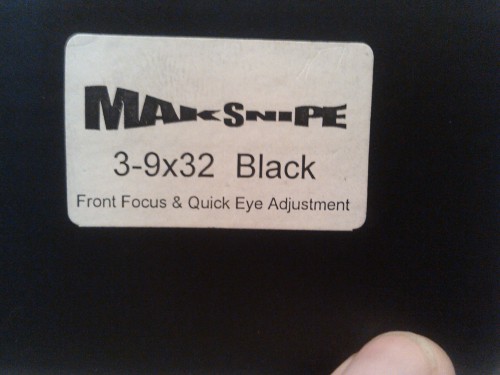 MAKSNIPE
3-9x32 Black
Front Focus & Quick Eye Adjustment